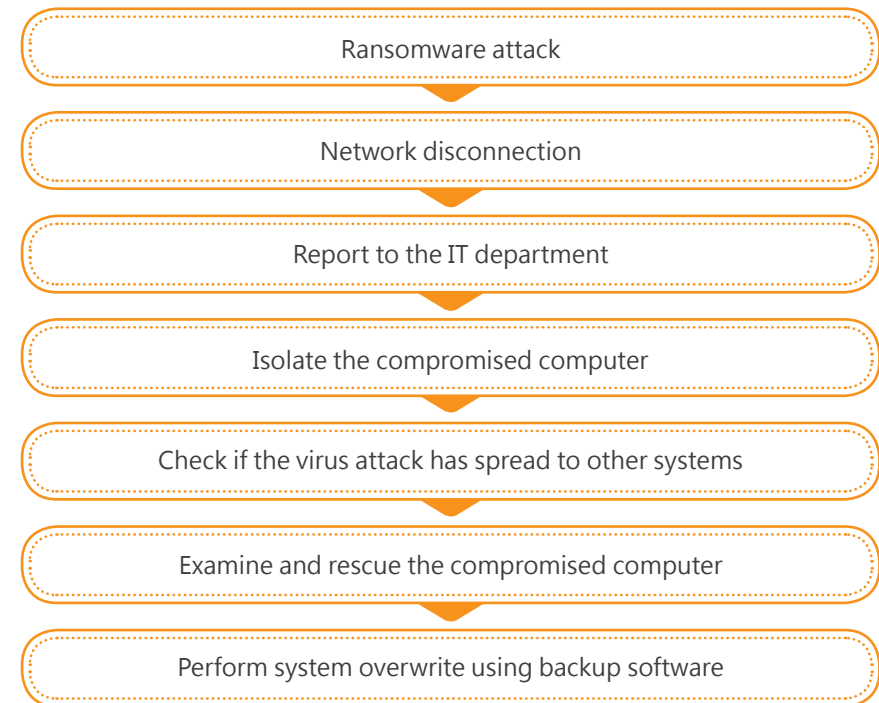 Ransomware attack
Network disconnection
Report to the IT department
Isolate the compromised computer
Check if the virus attack has spread to other systems
Examine and rescue the compromised computer
Perform system overwrite using backup software